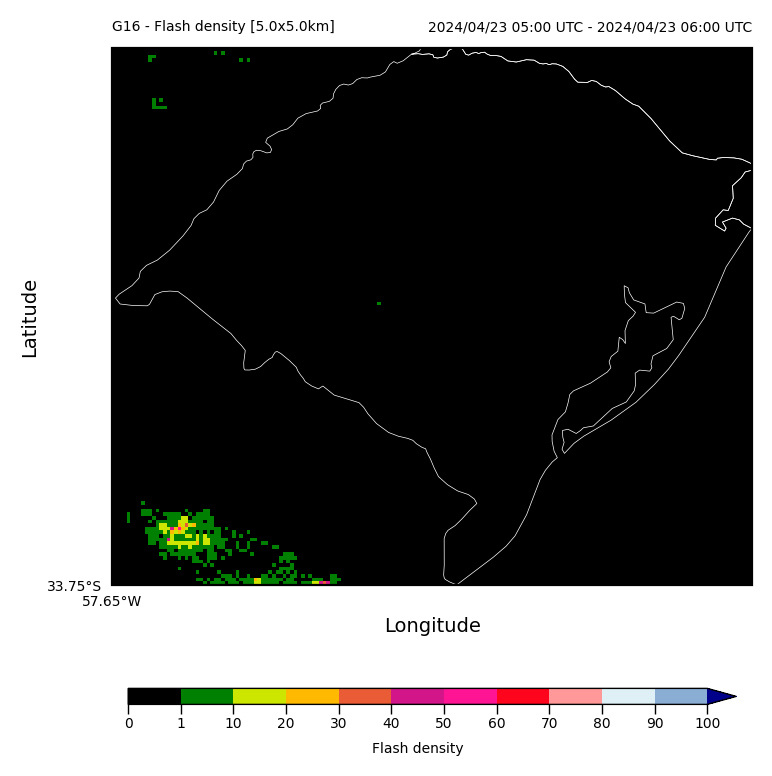 G16 - Flash density [5.0x5.0km]
2024/04/23 05:00 UTC - 2024/04/23 06:00 UTC
Latitude
33.75°S
57.65°W
Longitude
0 1 10 20 30 40 50 60 70 80 90 100
Flash density